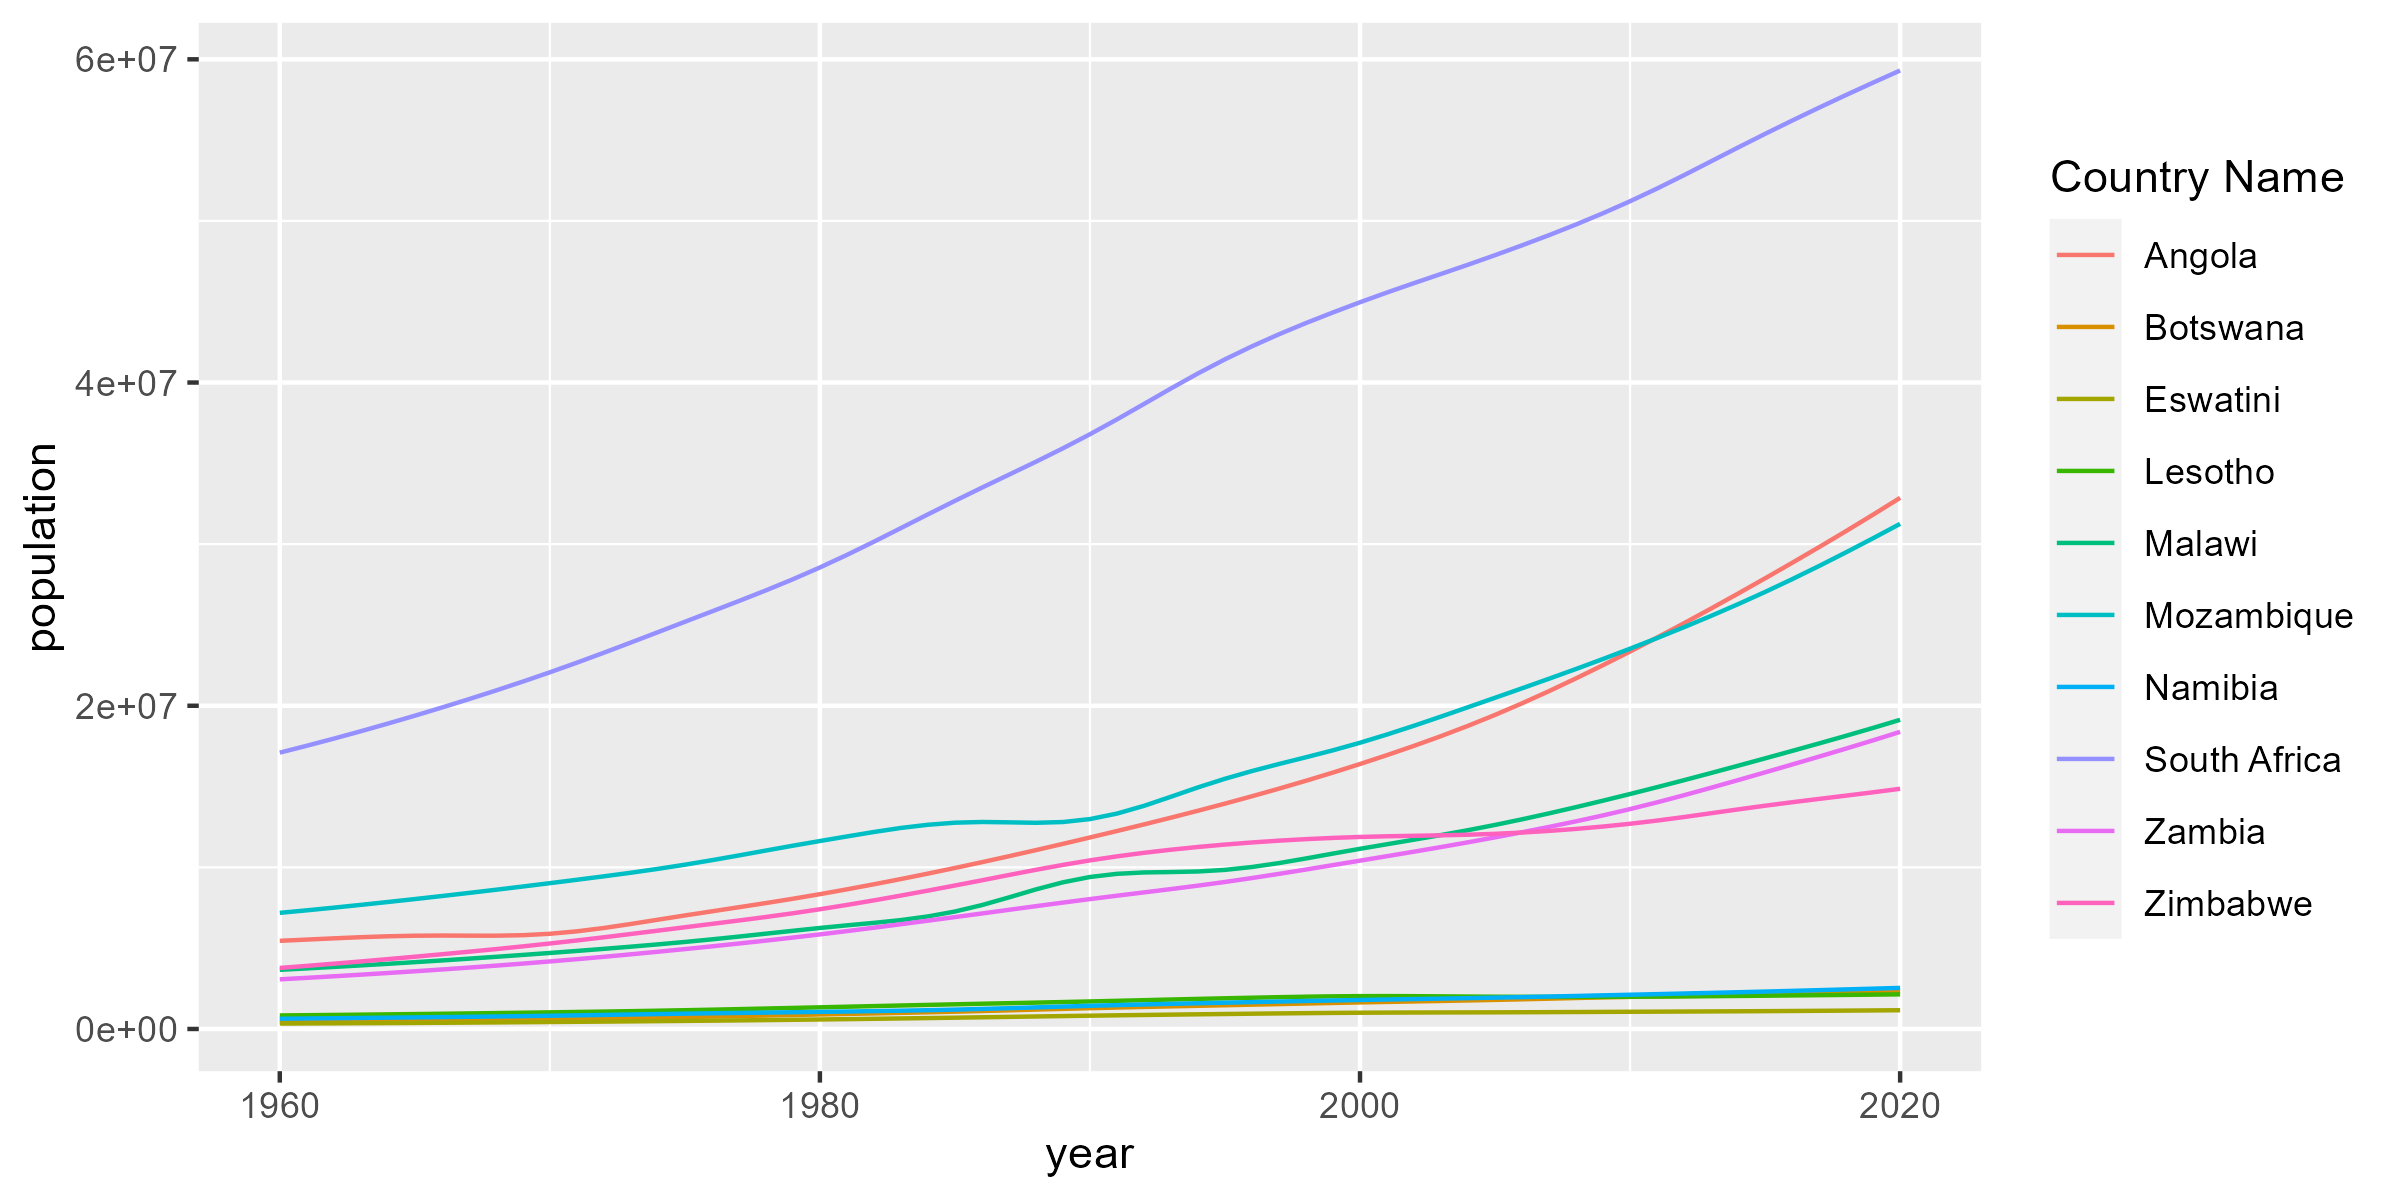 6e+07
4e+07
2e+07
0e+00
population
1960 1980 2000 2020
year
Country Name
Angola
Botswana
Eswatini
Lesotho
Malawi
Mozambique
Namibia
South Africa
Zambia
Zimbabwe